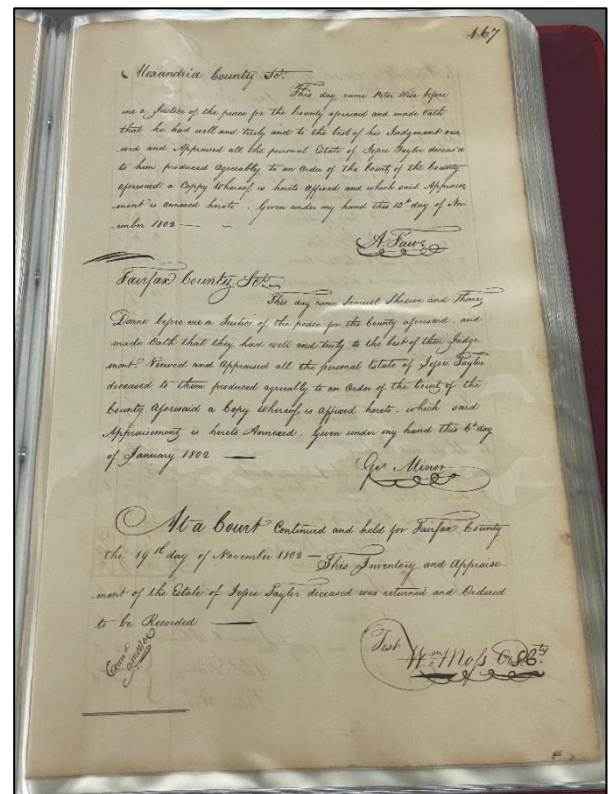 167
Alexandria County Sct.
This day came Peter Wise before
me a Justice of the peace for the County aforesaid and made Oath
that he had well and truly and to the best of his Judgment
and Appraised all the personal Estate of Jesse Taylor deceas'd
to him produced agreeably to an Order of the Court of the County
aforesaid a Coppy whereof is hereto affixed and which said Appraise
ment is annexed hereto. Given under my hand this 13th day of Nov
ember 1802
A. Faw
Fairfax County Sct.
This day came Samuel Shreve and Thomas
Darne before me a Justice of the peace for the County aforesaid and
made Oath that they had well and truly to the best of their Judge
ment Viewed and Appraised all the personal Estate of Jesse Taylor
deceased to them produced agreeably to an Order of the Court of the
County Aforesaid a Copy whereof is affixed hereto - which said
Appraisement is hereto Annexed. Given under my hand this 6th day
of January 1802
Geo Minor
At a Court Continued and held for Fairfax County
the 19th day of November 1802 - This Inventory and Appraise
ment of the Estate of Jesse Taylor deceased was returned and Ordered
to be Recorded
Test
Wm Moss